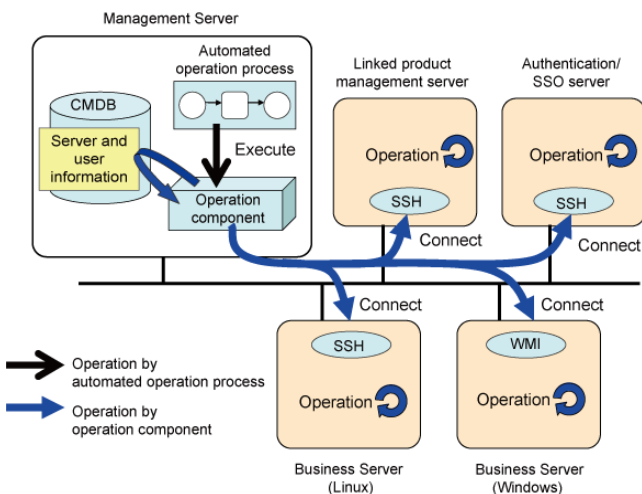 Management Server
Automated
operation process
CMDB
Server and
user
information
Execute
Operation
component
Linked product
management server
Operation
SSH
Connect
Authentication/
SSO server
Operation
SSH
Connect
Connect
SSH
Operation
Business Server
(Linux)
Connect
WMI
Operation
Business Server
(Windows)
Operation by
automated operation process
Operation by
operation component